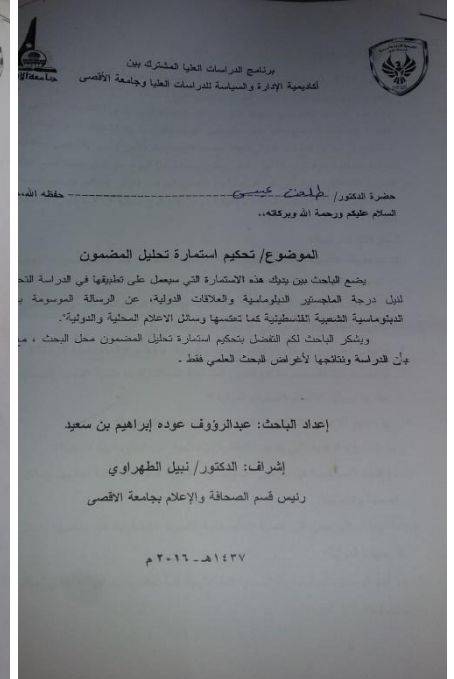 برنامج الدراسات العليا المشترك بين
أكاديمية الإدارة والسياسة للدراسات العليا وجامعة الأقصى
حضرة الدكتور/ طلعت عيسى حفظه الله،،،
السلام عليكم ورحمة الله وبركاته،،
الموضوع/ تحكيم استمارة تحليل المضمون
يضع الباحث بين يديك هذه الاستمارة التي سيعمل على تطبيقها في الدراسة
لنيل درجة الماجستير الدبلوماسية والعلاقات الدولية، عن الرسالة الموسومة
الدبلوماسية الشعبية الفلسطينية كما تعكسها وسائل الاعلام المحلية والدولية".
ويشكر الباحث لكم التفضل بتحكيم استمارة تحليل المضمون محل البحث ،
بأن الدراسة ونتائجها لأغراض البحث العلمي فقط .
إعداد الباحث: عبدالرؤوف عوده إبراهيم بن سعيد
إشراف: الدكتور/ نبيل الطهراوي
رئيس قسم الصحافة والإعلام بجامعة الاقصى
١٤٣٧هـ - ٢٠١٦ م